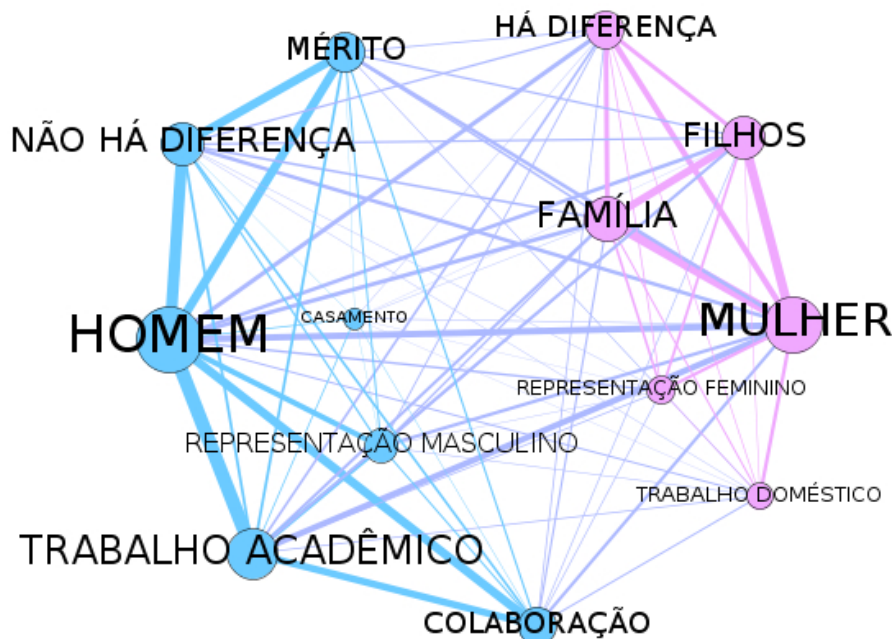 HÁ DIFERENÇA
MÉRITO
NÃO HÁ DIFERENÇA
FILHOS
FAMÍLIA
CASAMENTO
HOMEM
MULHER
REPRESENTAÇÃO FEMININO
REPRESENTAÇÃO MASCULINO
TRABALHO DOMÉSTICO
TRABALHO ACADÊMICO
COLABORAÇÃO